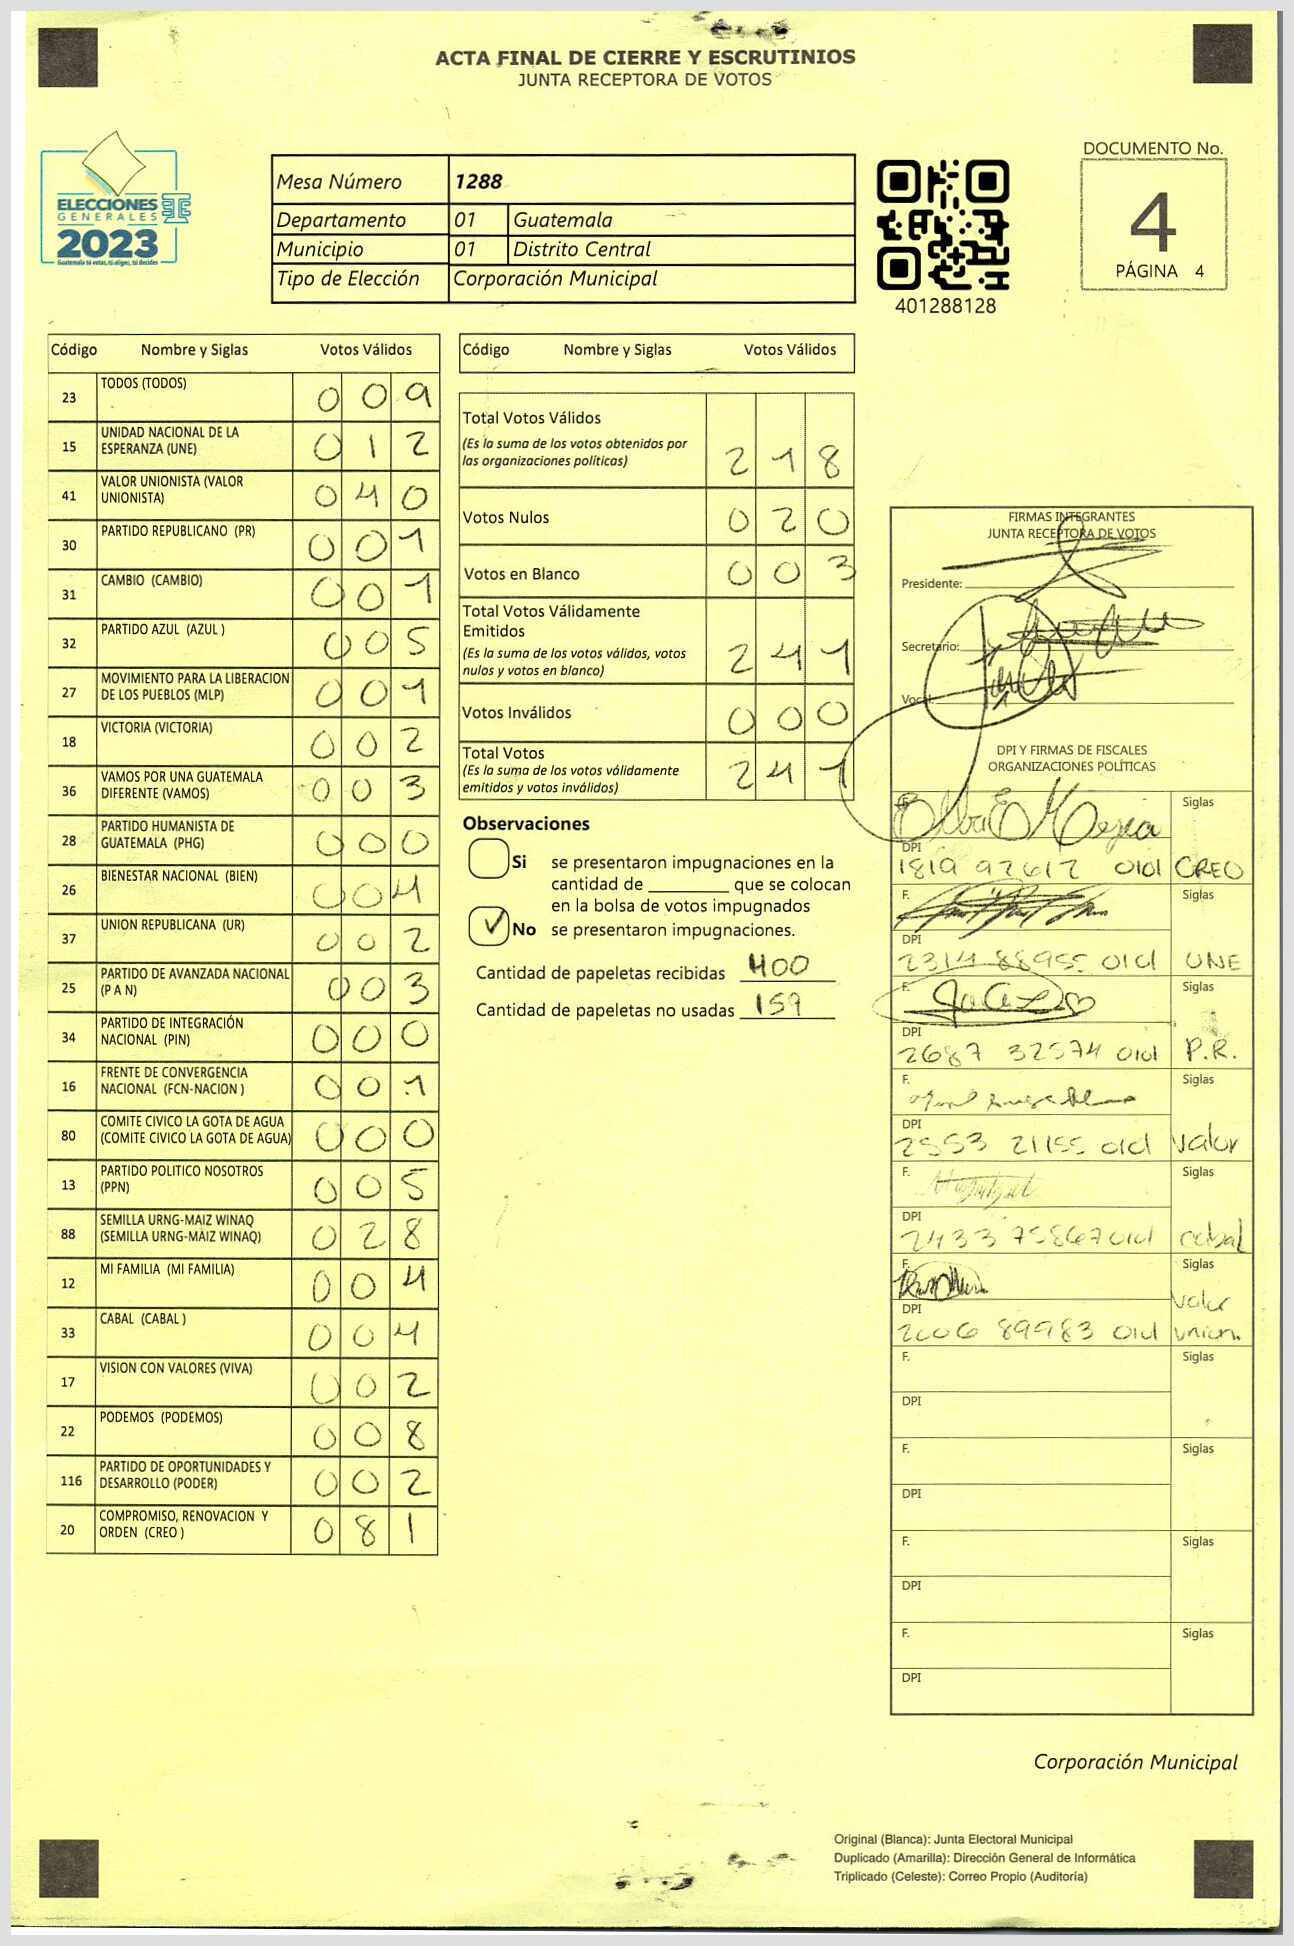 ACTA FINAL DE CIERRE Y ESCRUTINIOS
JUNTA RECEPTORA DE VOTOS
ELECCIONES
GENERALES
2023
Guatemala tú votas, tú eliges, tú decides
TSE
Mesa Número 1288
Departamento 01 Guatemala
Municipio 01 Distrito Central
Tipo de Elección Corporación Municipal
401288128
DOCUMENTO No.
4
PÁGINA 4
Código Nombre y Siglas Votos Válidos
23 TODOS (TODOS) 0 0 9
15 UNIDAD NACIONAL DE LA
ESPERANZA (UNE) 0 1 2
41 VALOR UNIONISTA (VALOR
UNIONISTA) 0 4 0
30 PARTIDO REPUBLICANO (PR) 0 0 1
31 CAMBIO (CAMBIO) 0 0 1
32 PARTIDO AZUL (AZUL ) 0 0 5
27 MOVIMIENTO PARA LA LIBERACION
DE LOS PUEBLOS (MLP) 0 0 1
18 VICTORIA (VICTORIA) 0 0 2
36 VAMOS POR UNA GUATEMALA
DIFERENTE (VAMOS) 0 0 3
28 PARTIDO HUMANISTA DE
GUATEMALA (PHG) 0 0 0
26 BIENESTAR NACIONAL (BIEN) 0 0 4
37 UNION REPUBLICANA (UR) 0 0 2
25 PARTIDO DE AVANZADA NACIONAL
(P A N) 0 0 3
34 PARTIDO DE INTEGRACIÓN
NACIONAL (PIN) 0 0 0
16 FRENTE DE CONVERGENCIA
NACIONAL (FCN-NACION ) 0 0 1
80 COMITE CIVICO LA GOTA DE AGUA
(COMITE CIVICO LA GOTA DE AGUA) 0 0 0
13 PARTIDO POLITICO NOSOTROS
(PPN) 0 0 5
88 SEMILLA URNG-MAIZ WINAQ
(SEMILLA URNG-MAIZ WINAQ) 0 2 8
12 MI FAMILIA (MI FAMILIA) 0 0 4
33 CABAL (CABAL ) 0 0 4
17 VISION CON VALORES (VIVA) 0 0 2
22 PODEMOS (PODEMOS) 0 0 8
116 PARTIDO DE OPORTUNIDADES Y
DESARROLLO (PODER) 0 0 2
20 COMPROMISO, RENOVACION Y
ORDEN (CREO ) 0 8 1
Código Nombre y Siglas Votos Válidos
Total Votos Válidos
(Es la suma de los votos obtenidos por
las organizaciones políticas) 2 1 8
Votos Nulos 0 2 0
Votos en Blanco 0 0 3
Total Votos Válidamente
Emitidos
(Es la suma de los votos válidos, votos
nulos y votos en blanco) 2 4 1
Votos Inválidos 0 0 0
Total Votos
(Es la suma de los votos válidamente
emitidos y votos inválidos) 2 4 1
Observaciones
Si se presentaron impugnaciones en la
cantidad de ________ que se colocan
en la bolsa de votos impugnados
✓ No se presentaron impugnaciones.
Cantidad de papeletas recibidas 400
Cantidad de papeletas no usadas 159
FIRMAS INTEGRANTES
JUNTA RECEPTORA DE VOTOS
Presidente:
Secretario:
Vocal:
DPI Y FIRMAS DE FISCALES
ORGANIZACIONES POLÍTICAS
F. Elba E Mejia Siglas
DPI
1819 92612 0101 CREO
F. Siglas
DPI
2314 88955 0101 UNE
F. Siglas
DPI
2687 32574 0101 P.R.
F. Siglas
DPI
2553 21155 0101 Valor
F. Siglas
DPI
2433 75867 0101 cabal
F. Siglas
valor
DPI
2006 89983 0101 union.
F. Siglas
DPI
F. Siglas
DPI
F. Siglas
DPI
F. Siglas
DPI
Corporación Municipal
Original (Blanca): Junta Electoral Municipal
Duplicado (Amarilla): Dirección General de Informática
Triplicado (Celeste): Correo Propio (Auditoría)